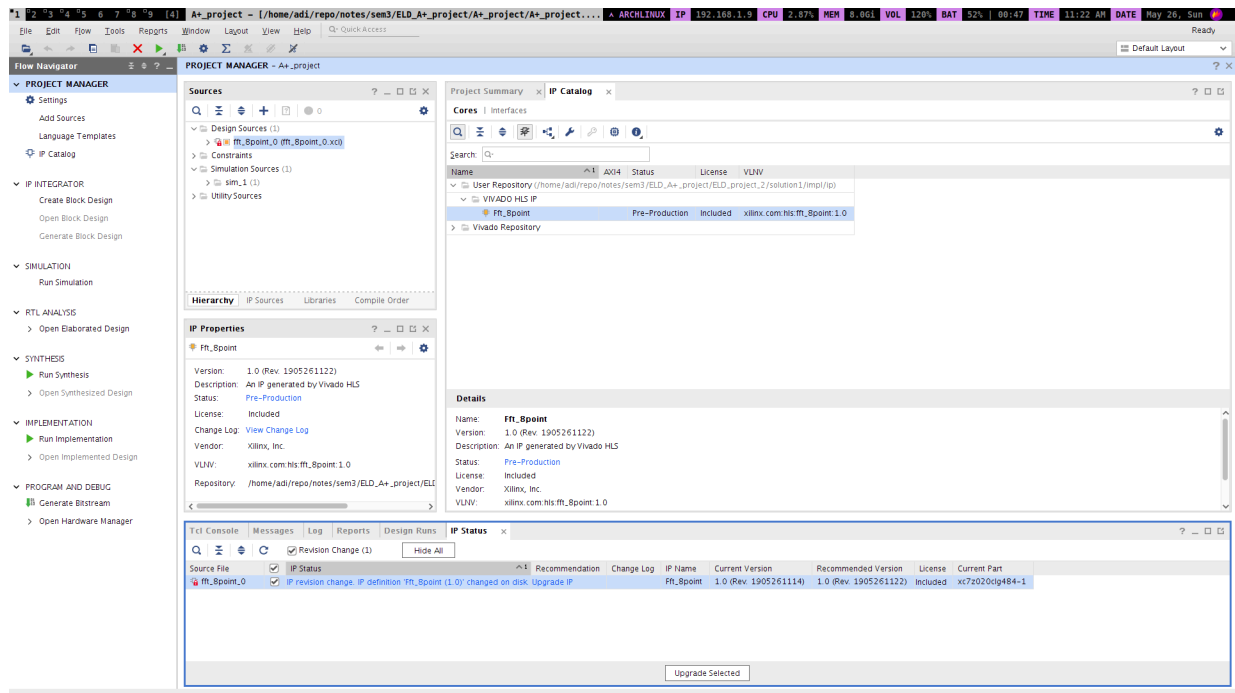 1 2 3 4 5 6 7 8 9 [4] A+_project - [/home/adi/repo/notes/sem3/ELD_A+_project/A+_project/A+_project.... ARCHLINUX IP 192.168.1.9 CPU 2.87% MEM 8.0Gi VOL 120% BAT 52% | 00:47 TIME 11:22 AM DATE May 26, Sun
File Edit Flow Tools Reports Window Layout View Help Q- Quick Access Ready
Default Layout
Flow Navigator
PROJECT MANAGER
Settings
Add Sources
Language Templates
IP Catalog
IP INTEGRATOR
Create Block Design
Open Block Design
Generate Block Design
SIMULATION
Run Simulation
RTL ANALYSIS
Open Elaborated Design
SYNTHESIS
Run Synthesis
Open Synthesized Design
IMPLEMENTATION
Run Implementation
Open Implemented Design
PROGRAM AND DEBUG
Generate Bitstream
Open Hardware Manager
PROJECT MANAGER - A+_project
Sources
0
Design Sources (1)
fft_8point_0 (fft_8point_0.xci)
Constraints
Simulation Sources (1)
sim_1 (1)
Utility Sources
Hierarchy IP Sources Libraries Compile Order
IP Properties
Fft_8point
Version: 1.0 (Rev. 1905261122)
Description: An IP generated by Vivado HLS
Status: Pre-Production
License: Included
Change Log: View Change Log
Vendor: Xilinx, Inc.
VLNV: xilinx.com:hls:fft_8point:1.0
Repository: /home/adi/repo/notes/sem3/ELD_A+_project/ELD
Project Summary IP Catalog
Cores | Interfaces
Search: Q-
Name 1 AXI4 Status License VLNV
User Repository (/home/adi/repo/notes/sem3/ELD_A+_project/ELD_project_2/solution1/impl/ip)
VIVADO HLS IP
Fft_8point Pre-Production Included xilinx.com:hls:fft_8point:1.0
Vivado Repository
Details
Name: Fft_8point
Version: 1.0 (Rev. 1905261122)
Description: An IP generated by Vivado HLS
Status: Pre-Production
License: Included
Vendor: Xilinx, Inc.
VLNV: xilinx.com:hls:fft_8point:1.0
Tcl Console Messages Log Reports Design Runs IP Status
Revision Change (1) Hide All
Source File IP Status 1 Recommendation Change Log IP Name Current Version Recommended Version License Current Part
fft_8point_0 IP revision change. IP definition 'Fft_8point (1.0)' changed on disk. Upgrade IP Fft_8point 1.0 (Rev. 1905261114) 1.0 (Rev. 1905261122) Included xc7z020clg484-1
Upgrade Selected